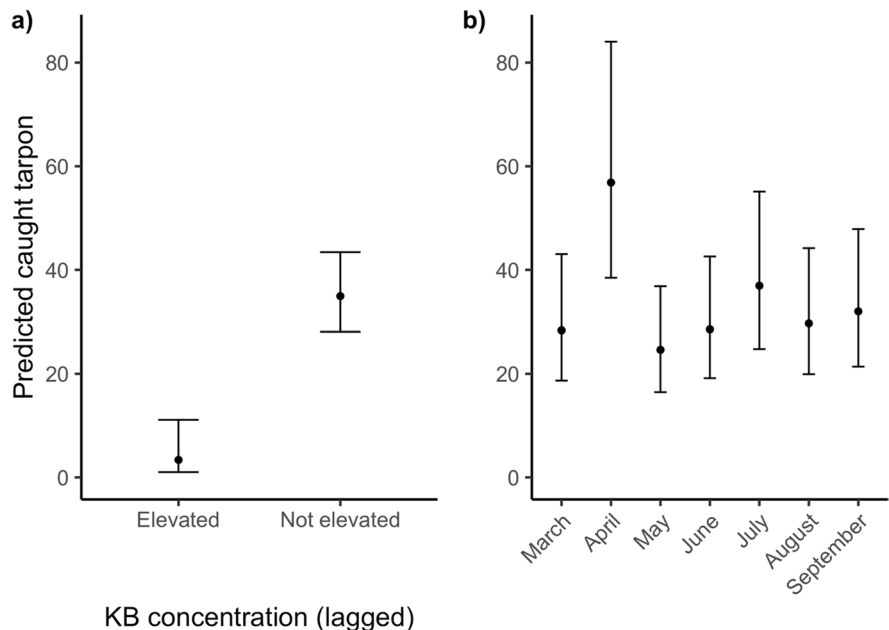 a)
Predicted caught tarpon
80
60
40
20
0
Elevated
Not elevated
KB concentration (lagged)
b)
80
60
40
20
0
March
April
May
June
July
August
September